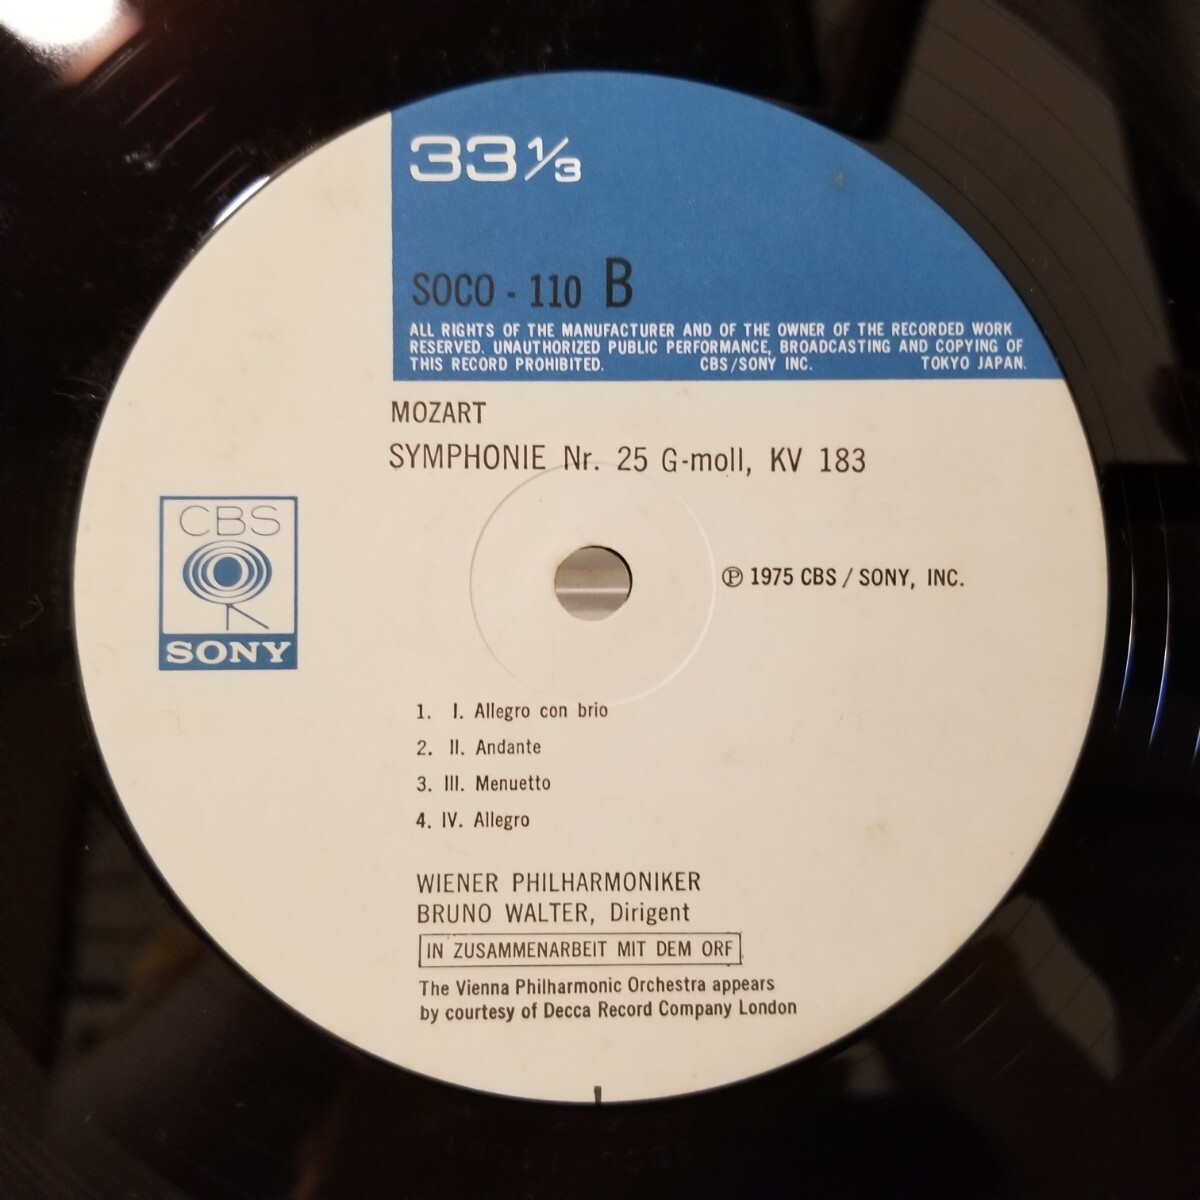 33 1/3
SOCO - 110 B
ALL RIGHTS OF THE MANUFACTURER AND OF THE OWNER OF THE RECORDED WORK
RESERVED. UNAUTHORIZED PUBLIC PERFORMANCE, BROADCASTING AND COPYING OF
THIS RECORD PROHIBITED. CBS/SONY INC. TOKYO JAPAN.
MOZART
SYMPHONIE Nr. 25 G-moll, KV 183
CBS
SONY
℗ 1975 CBS / SONY, INC.
1. I. Allegro con brio
2. II. Andante
3. III. Menuetto
4. IV. Allegro
WIENER PHILHARMONIKER
BRUNO WALTER, Dirigent
IN ZUSAMMENARBEIT MIT DEM ORF
The Vienna Philharmonic Orchestra appears
by courtesy of Decca Record Company London